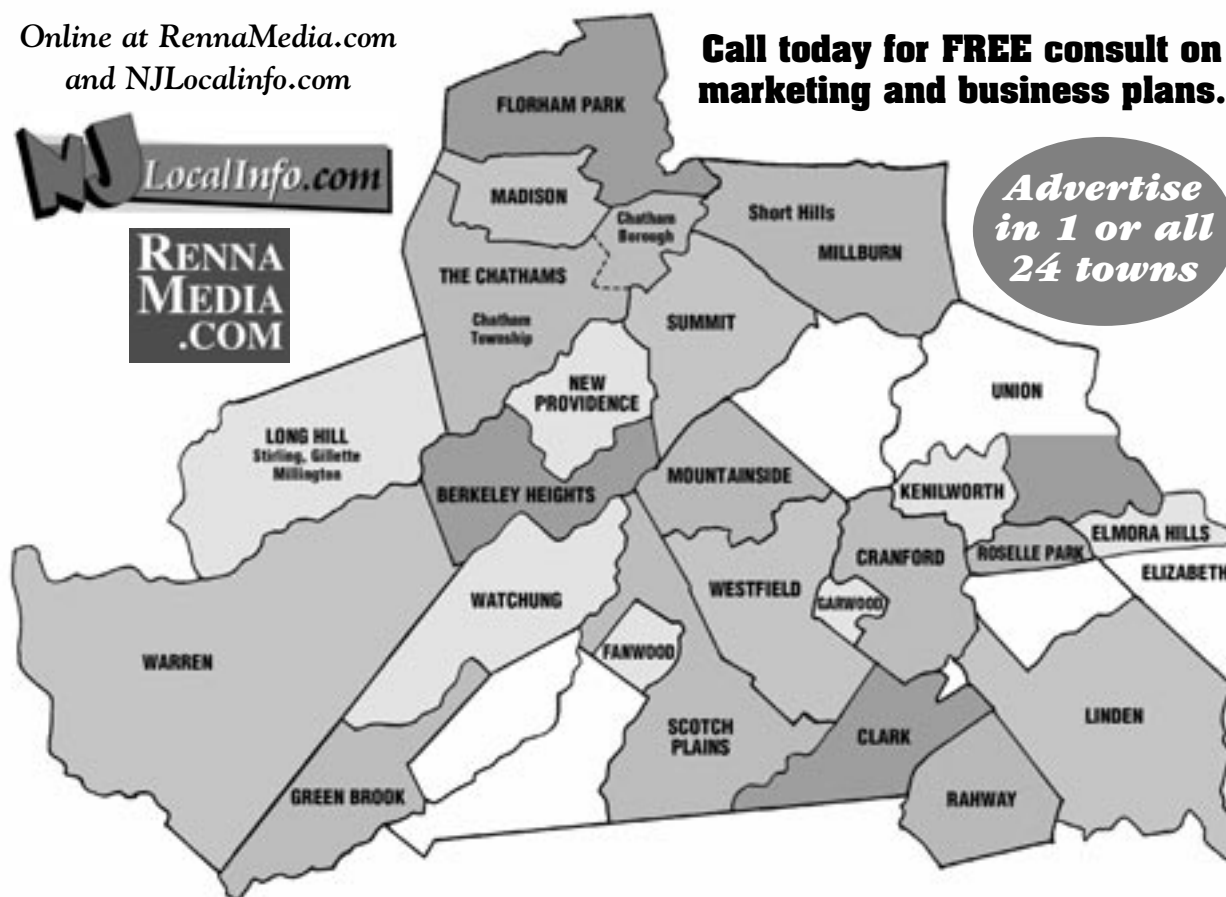 Online at RennaMedia.com
and NJLocalinfo.com
Call today for FREE consult on
marketing and business plans.
NJ LocalInfo.com
RENNA
MEDIA
.COM
Advertise
in 1 or all
24 towns
FLORHAM PARK
MADISON
Chatham
Borough
Short Hills
MILLBURN
THE CHATHAMS
Chatham
Township
SUMMIT
NEW
PROVIDENCE
UNION
LONG HILL
Stirling, Gillette
Millington
BERKELEY HEIGHTS
MOUNTAINSIDE
KENILWORTH
ELMORA HILLS
ROSELLE PARK
CRANFORD
ELIZABETH
WATCHUNG
WESTFIELD
GARWOOD
WARREN
FANWOOD
SCOTCH
PLAINS
CLARK
LINDEN
GREEN BROOK
RAHWAY